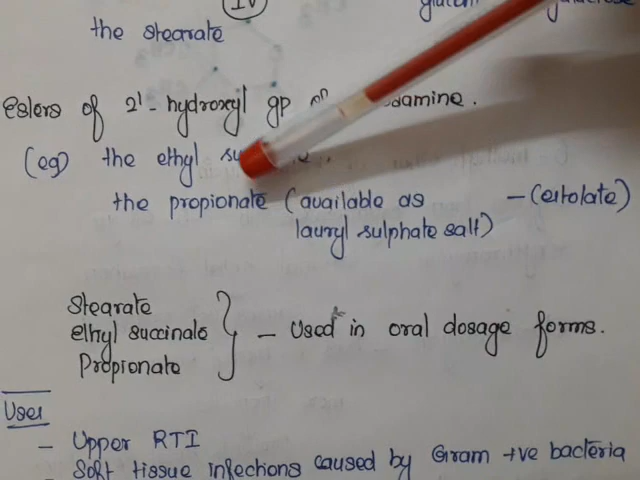 IV
the stearate
Esters of 2'-hydroxyl gp
(eg) the ethyl
the propionate (available as – (estolate)
lauryl sulphate salt)
Stearate
ethyl succinate
Propionate
– Used in oral dosage forms.
Uses
– Upper RTI
– Soft tissue infections caused by Gram +ve bacteria